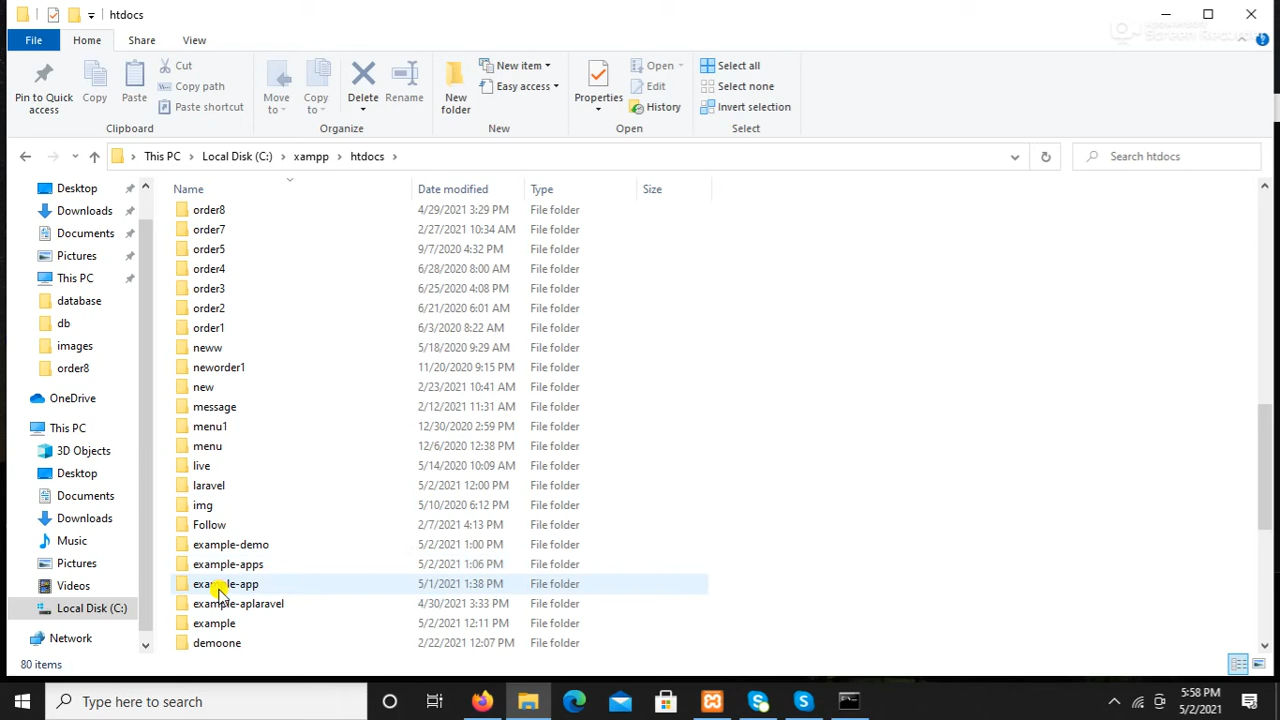 htdocs
File Home Share View
Pin to Quick access
Copy
Paste
Cut
Copy path
Paste shortcut
Move to
Copy to
Delete
Rename
New folder
New item
Easy access
Properties
Open
Edit
History
Select all
Select none
Invert selection
Clipboard Organize New Open Select
This PC Local Disk (C:) xampp htdocs
Search htdocs
Desktop
Downloads
Documents
Pictures
This PC
database
db
images
order8
OneDrive
This PC
3D Objects
Desktop
Documents
Downloads
Music
Pictures
Videos
Local Disk (C:)
Network
Name Date modified Type Size
order8 4/29/2021 3:29 PM File folder
order7 2/27/2021 10:34 AM File folder
order5 9/7/2020 4:32 PM File folder
order4 6/28/2020 8:00 AM File folder
order3 6/25/2020 4:08 PM File folder
order2 6/21/2020 6:01 AM File folder
order1 6/3/2020 8:22 AM File folder
neww 5/18/2020 9:29 AM File folder
neworder1 11/20/2020 9:15 PM File folder
new 2/23/2021 10:41 AM File folder
message 2/12/2021 11:31 AM File folder
menu1 12/30/2020 2:59 PM File folder
menu 12/6/2020 12:38 PM File folder
live 5/14/2020 10:09 AM File folder
laravel 5/2/2021 12:00 PM File folder
img 5/10/2020 6:12 PM File folder
Follow 2/7/2021 4:13 PM File folder
example-demo 5/2/2021 1:00 PM File folder
example-apps 5/2/2021 1:06 PM File folder
example-app 5/1/2021 1:38 PM File folder
example-aplaravel 4/30/2021 3:33 PM File folder
example 5/2/2021 12:11 PM File folder
demoone 2/22/2021 12:07 PM File folder
80 items
Type here to search
5:58 PM
5/2/2021